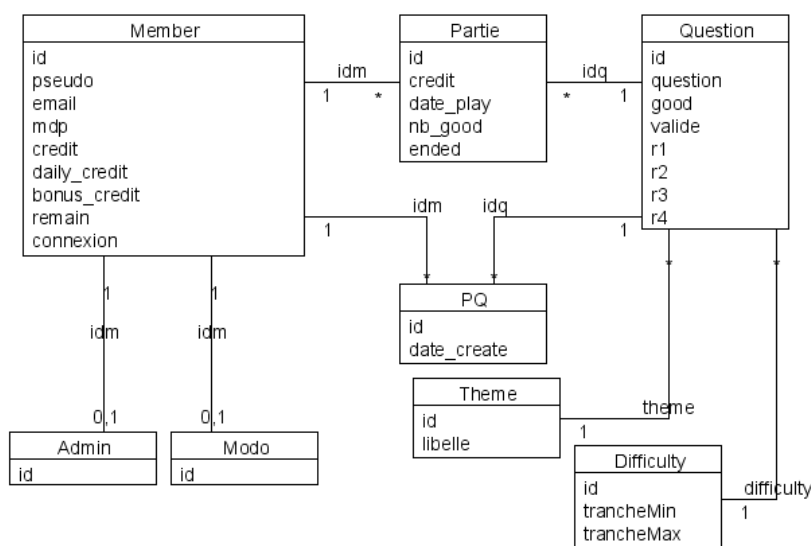 Member
id
pseudo
email
mdp
credit
daily_credit
bonus_credit
remain
connexion
idm
1
*
Partie
id
credit
date_play
nb_good
ended
idq
*
1
Question
id
question
good
valide
r1
r2
r3
r4
idm
1
*
idq
1
*
PQ
id
date_create
1
idm
0,1
1
idm
0,1
Admin
id
Modo
id
Theme
id
libelle
*
theme
1
Difficulty
id
trancheMin
trancheMax
*
difficulty
1